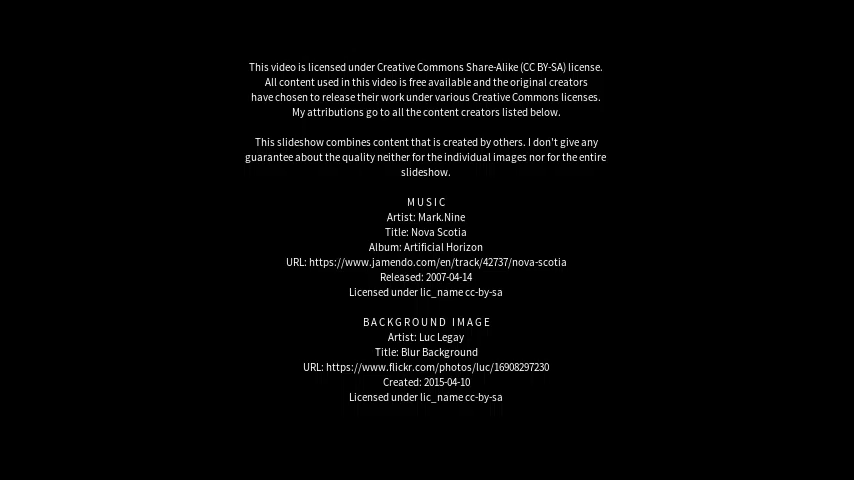 This video is licensed under Creative Commons Share-Alike (CC BY-SA) license.
All content used in this video is free available and the original creators
have chosen to release their work under various Creative Commons licenses.
My attributions go to all the content creators listed below.
This slideshow combines content that is created by others. I don't give any
guarantee about the quality neither for the individual images nor for the entire
slideshow.
MUSIC
Artist: Mark.Nine
Title: Nova Scotia
Album: Artificial Horizon
URL: https://www.jamendo.com/en/track/42737/nova-scotia
Released: 2007-04-14
Licensed under lic_name cc-by-sa
BACKGROUND IMAGE
Artist: Luc Legay
Title: Blur Background
URL: https://www.flickr.com/photos/luc/16908297230
Created: 2015-04-10
Licensed under lic_name cc-by-sa